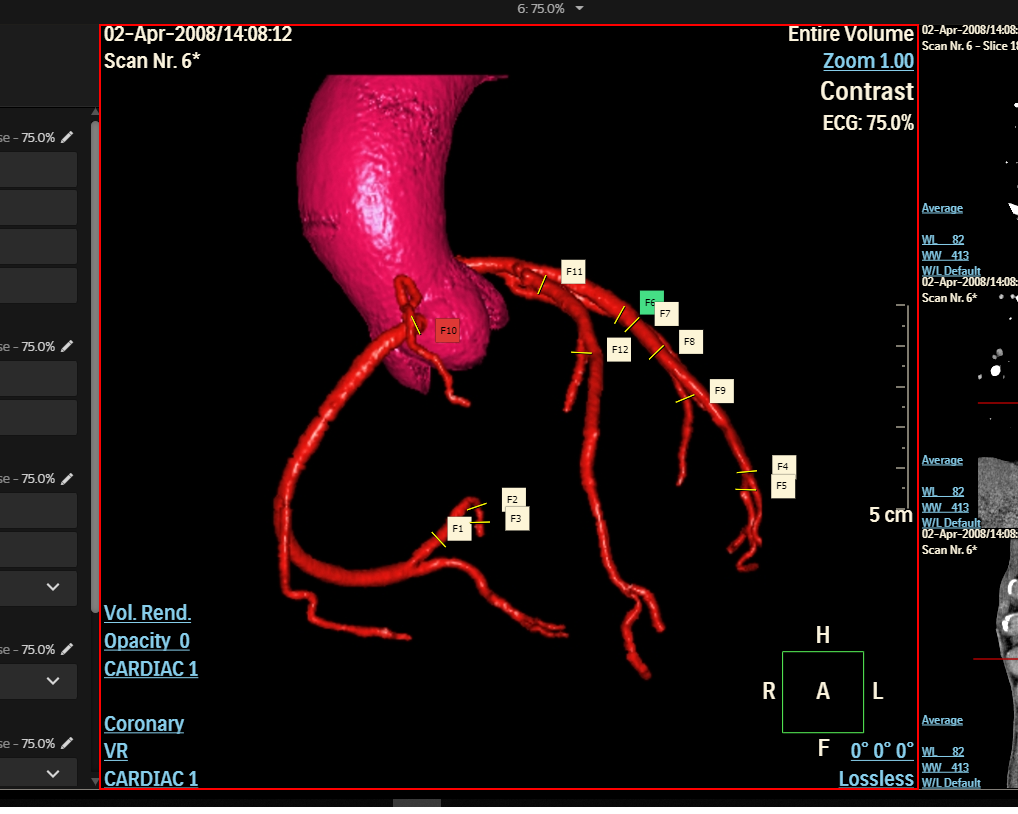 6: 75.0%
02-Apr-2008/14:08:12
Scan Nr. 6*
Entire Volume
Zoom 1.00
Contrast
ECG: 75.0%
se - 75.0%
se - 75.0%
se - 75.0%
se - 75.0%
se - 75.0%
F11
F6
F7
F10
F12
F8
F9
F4
F5
F2
F3
F1
5 cm
Vol. Rend.
Opacity 0
CARDIAC 1
Coronary
VR
CARDIAC 1
H
R A L
F
0° 0° 0°
Lossless
02-Apr-2008/14:08:
Scan Nr. 6 - Slice 18
Average
WL 82
WW 413
W/L Default
02-Apr-2008/14:08:
Scan Nr. 6*
Average
WL 82
WW 413
W/L Default
02-Apr-2008/14:08:
Scan Nr. 6*
Average
WL 82
WW 413
W/L Default